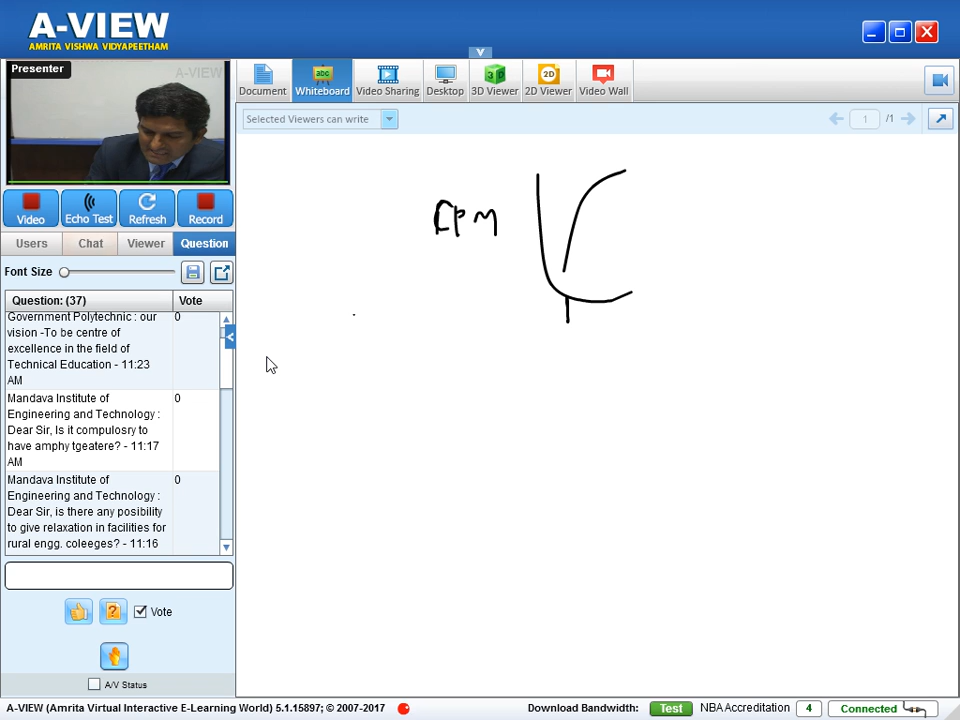 A-VIEW
AMRITA VISHWA VIDYAPEETHAM
Presenter
A-VIEW
Document
Whiteboard
Video Sharing
Desktop
3D Viewer
2D Viewer
Video Wall
Selected Viewers can write
1
/1
Video
Echo Test
Refresh
Record
Users
Chat
Viewer
Question
Font Size
Question: (37)
Vote
Government Polytechnic : our
0
vision -To be centre of
excellence in the field of
Technical Education - 11:23
AM
Mandava Institute of
0
Engineering and Technology :
Dear Sir, Is it compulosry to
have amphy tgeatere? - 11:17
AM
Mandava Institute of
0
Engineering and Technology :
Dear Sir, is there any posibility
to give relaxation in facilities for
rural engg. coleeges? - 11:16
Vote
A/V Status
abc
3D
2D
A-VIEW (Amrita Virtual Interactive E-Learning World) 5.1.15897; © 2007-2017
Download Bandwidth:
Test
NBA Accreditation
4
Connected